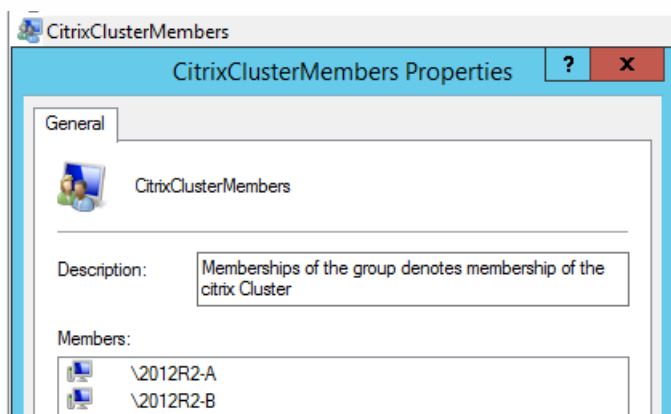 CitrixClusterMembers
CitrixClusterMembers Properties
?
x
General
CitrixClusterMembers
Description:
Memberships of the group denotes membership of the
citrix Cluster
Members:
\2012R2-A
\2012R2-B